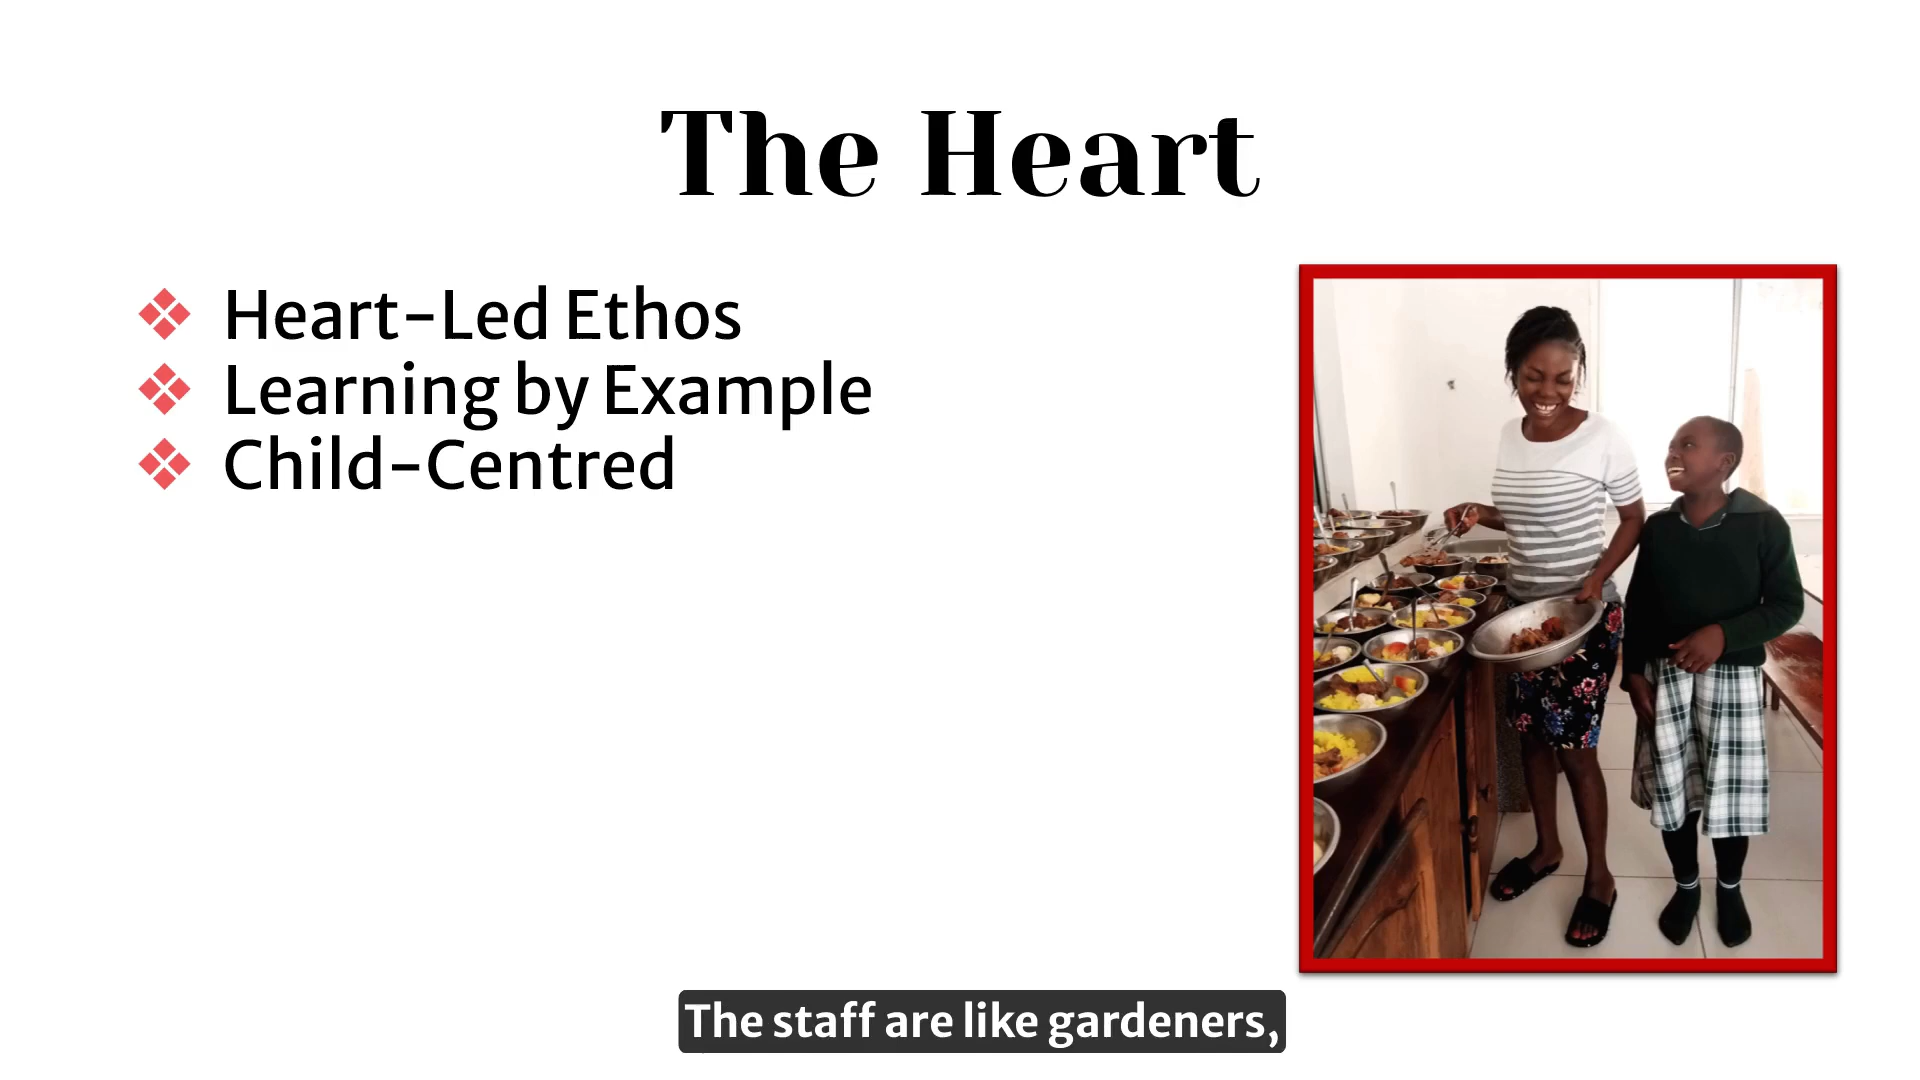 The Heart
Heart-Led Ethos
Learning by Example
Child-Centred
The staff are like gardeners,